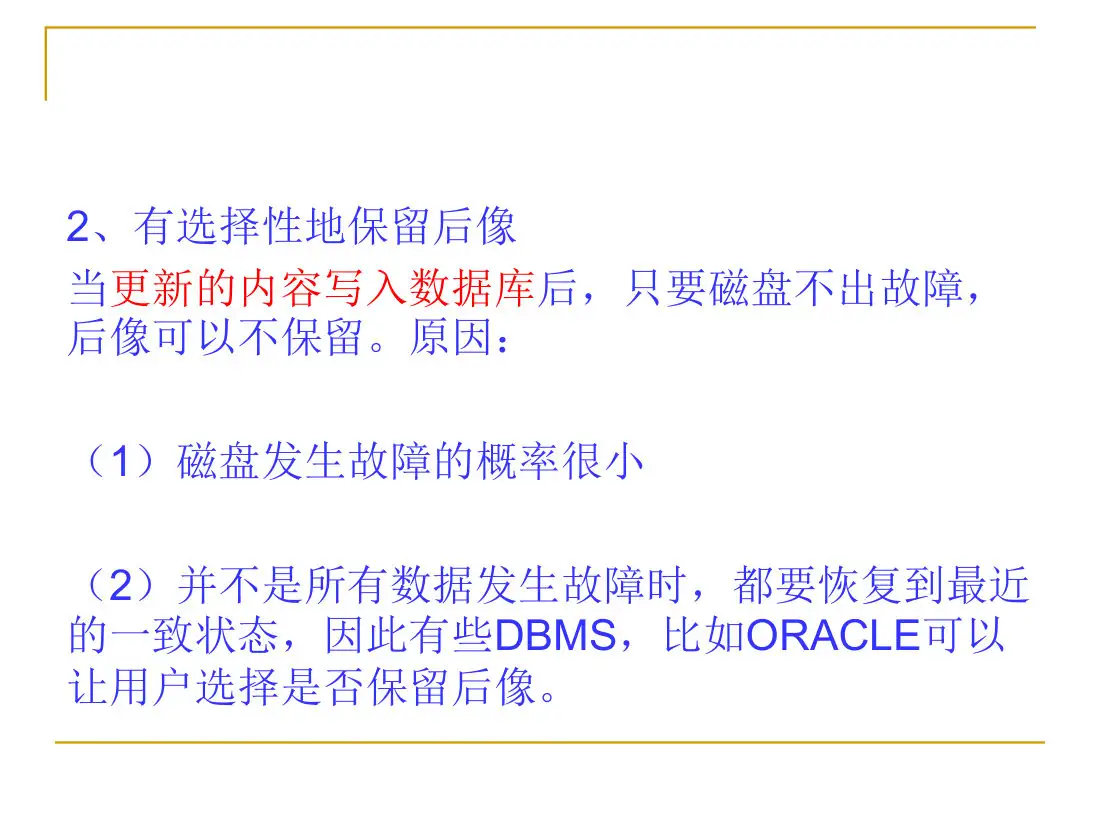 2、有选择性地保留后像
当更新的内容写入数据库后，只要磁盘不出故障，
后像可以不保留。原因：
（1）磁盘发生故障的概率很小
（2）并不是所有数据发生故障时，都要恢复到最近
的一致状态，因此有些DBMS，比如ORACLE可以
让用户选择是否保留后像。